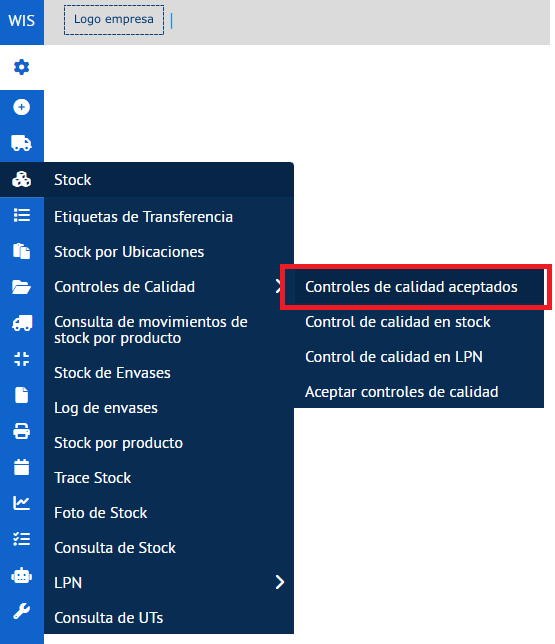 WIS
Logo empresa
Stock
Etiquetas de Transferencia
Stock por Ubicaciones
Controles de Calidad
Consulta de movimientos de
stock por producto
Stock de Envases
Log de envases
Stock por producto
Trace Stock
Foto de Stock
Consulta de Stock
LPN
Consulta de UTs
Controles de calidad aceptados
Control de calidad en stock
Control de calidad en LPN
Aceptar controles de calidad